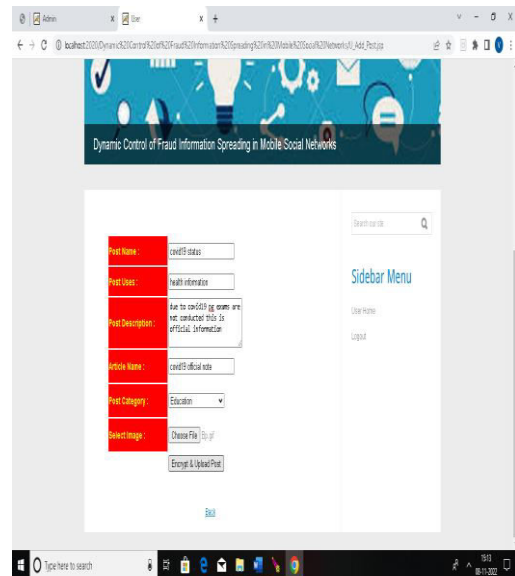 Admin
User
localhost:2020/Dynamic%20Control%20of%20Fraud%20Information%20Spreading%20in%20Mobile%20Social%20Networks/U_Add_Post.jsp
Dynamic Control of Fraud Information Spreading in Mobile Social Networks
Search our site:
Sidebar Menu
User Home
Logout
Post Name :
covid19 status
Post Uses :
health information
Post Description :
due to covid19 pg exams are
not conducted this is
official information
Article Name :
covid19 official note
Post Category :
Education
Select Image :
Choose File
Encrypt & Upload Post
Back
Type here to search
08-11-2022